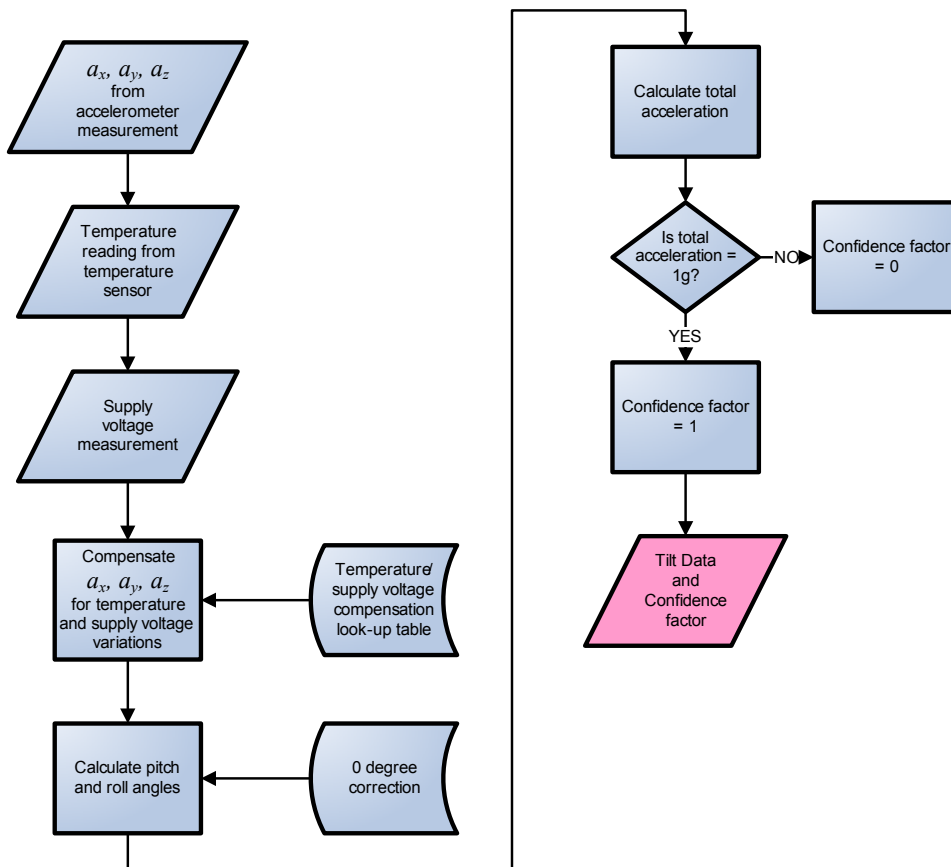 ax, ay, az
from
accelerometer
measurement
Temperature
reading from
temperature
sensor
Supply
voltage
measurement
Compensate
ax, ay, az
for temperature
and supply voltage
variations
Temperature/
supply voltage
compensation
look-up table
Calculate pitch
and roll angles
0 degree
correction
Calculate total
acceleration
Is total
acceleration =
1g?
NO
Confidence factor
= 0
YES
Confidence factor
= 1
Tilt Data
and
Confidence
factor